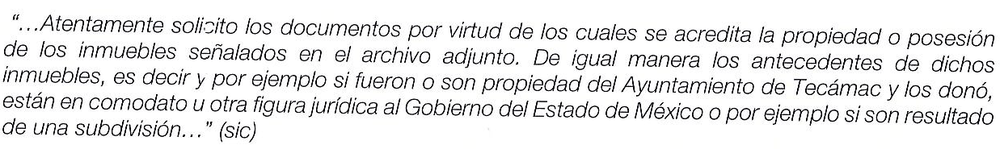 “…Atentamente solicito los documentos por virtud de los cuales se acredita la propiedad o posesión
de los inmuebles señalados en el archivo adjunto. De igual manera los antecedentes de dichos
inmuebles, es decir y por ejemplo si fueron o son propiedad del Ayuntamiento de Tecámac y los donó,
están en comodato u otra figura jurídica al Gobierno del Estado de México o por ejemplo si son resultado
de una subdivisión…” (sic)